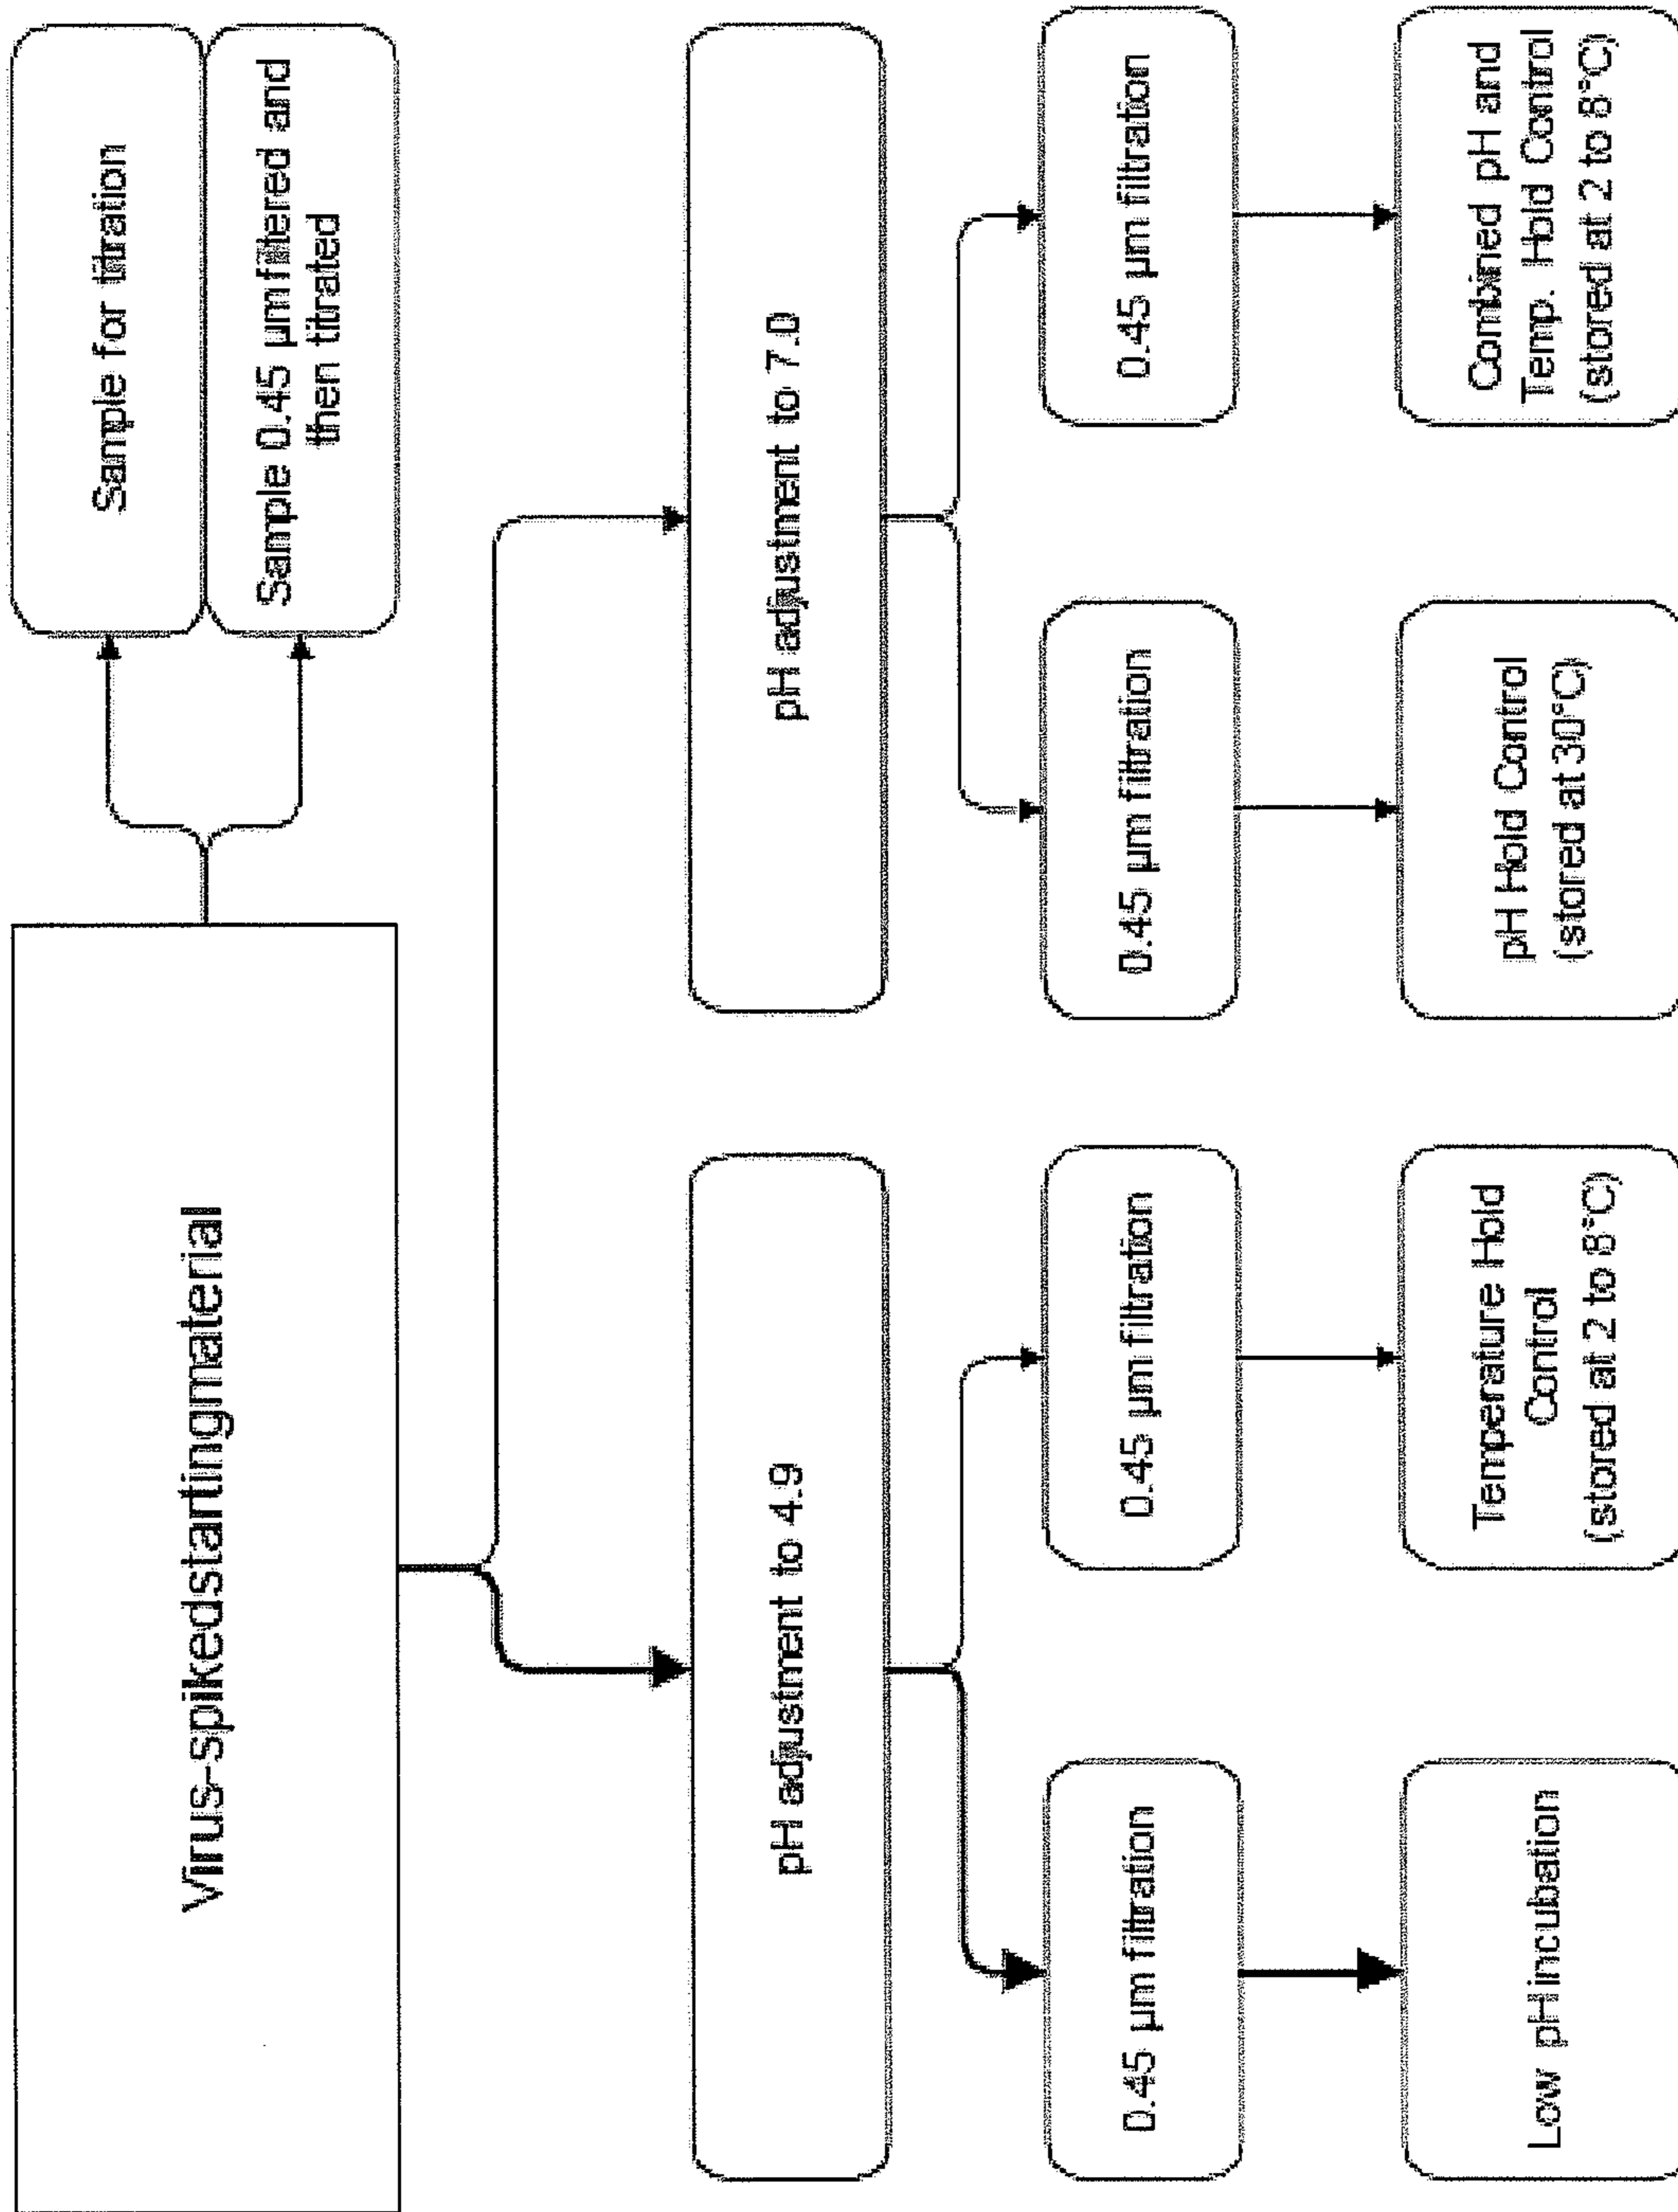 Virus-spikedstartingmaterial
Sample for titration
Sample 0.45 µm filtered and
then titrated
pH adjustment to 4.9
pH adjustment to 7.0
0.45 µm filtration
0.45 µm filtration
0.45 µm filtration
0.45 µm filtration
Low pH incubation
Temperature Hold
Control
(stored at 2 to 8°C)
pH Hold Control
(stored at 30°C)
Combined pH and
Temp. Hold Control
(stored at 2 to 8°C)